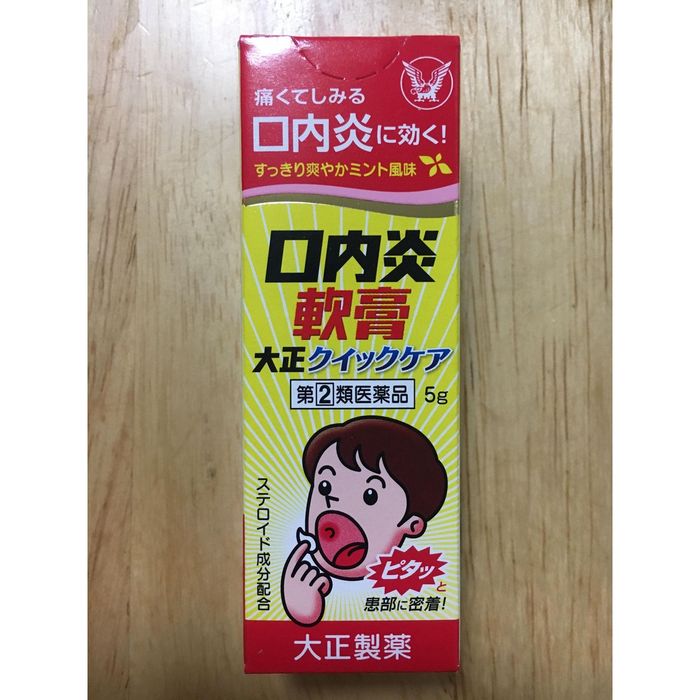 痛くてしみる
口内炎に効く!
すっきり爽やかミント風味
口内炎
軟膏
大正クイックケア
第②類医薬品 5g
ステロイド成分配合
ピタッと
患部に密着!
大正製薬